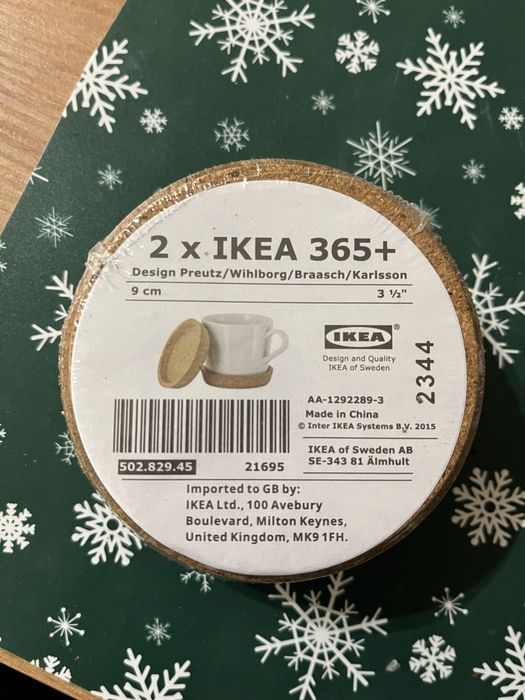 2 x IKEA 365+
Design Preutz/Wihlborg/Braasch/Karlsson
9 cm 3 ½"
IKEA®
Design and Quality
IKEA of Sweden
2344
AA-1292289-3
Made in China
© Inter IKEA Systems B.V. 2015
502.829.45 21695
IKEA of Sweden AB
SE-343 81 Älmhult
Imported to GB by:
IKEA Ltd., 100 Avebury
Boulevard, Milton Keynes,
United Kingdom, MK9 1FH.